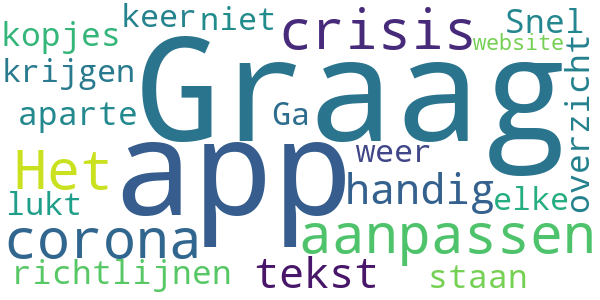 kopjes keer niet crisis Snel
website
krijgen Graag
aparte Ga overzicht
Het app weer
handig elke
lukt
corona aanpassen
richtlijnen tekst staan